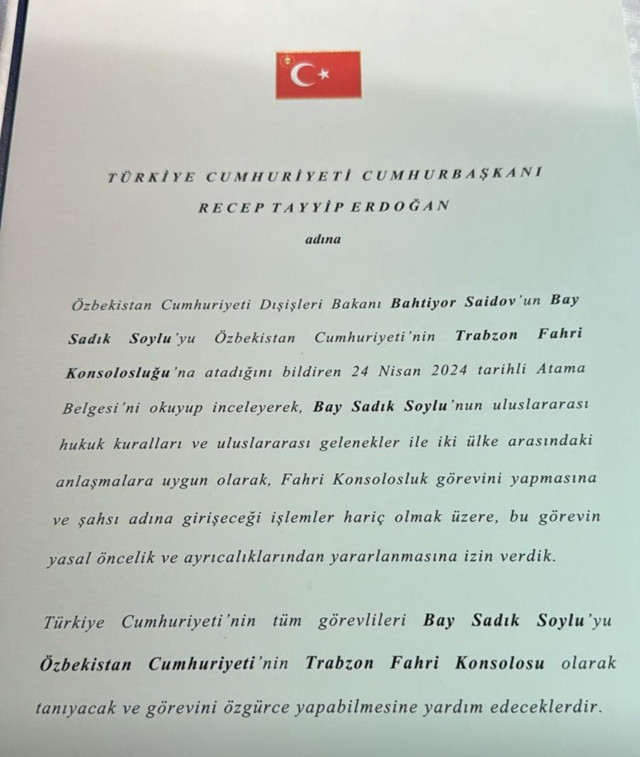 TÜRKİYE CUMHURİYETİ CUMHURBAŞKANI
RECEP TAYYİP ERDOĞAN
adına
Özbekistan Cumhuriyeti Dışişleri Bakanı Bahtiyor Saidov'un Bay
Sadık Soylu'yu Özbekistan Cumhuriyeti'nin Trabzon Fahri
Konsolosluğu'na atadığını bildiren 24 Nisan 2024 tarihli Atama
Belgesi'ni okuyup inceleyerek, Bay Sadık Soylu'nun uluslararası
hukuk kuralları ve uluslararası gelenekler ile iki ülke arasındaki
anlaşmalara uygun olarak, Fahri Konsolosluk görevini yapmasına
ve şahsı adına girişeceği işlemler hariç olmak üzere, bu görevin
yasal öncelik ve ayrıcalıklarından yararlanmasına izin verdik.
Türkiye Cumhuriyeti'nin tüm görevlileri Bay Sadık Soylu'yu
Özbekistan Cumhuriyeti'nin Trabzon Fahri Konsolosu olarak
tanıyacak ve görevini özgürce yapabilmesine yardım edeceklerdir.